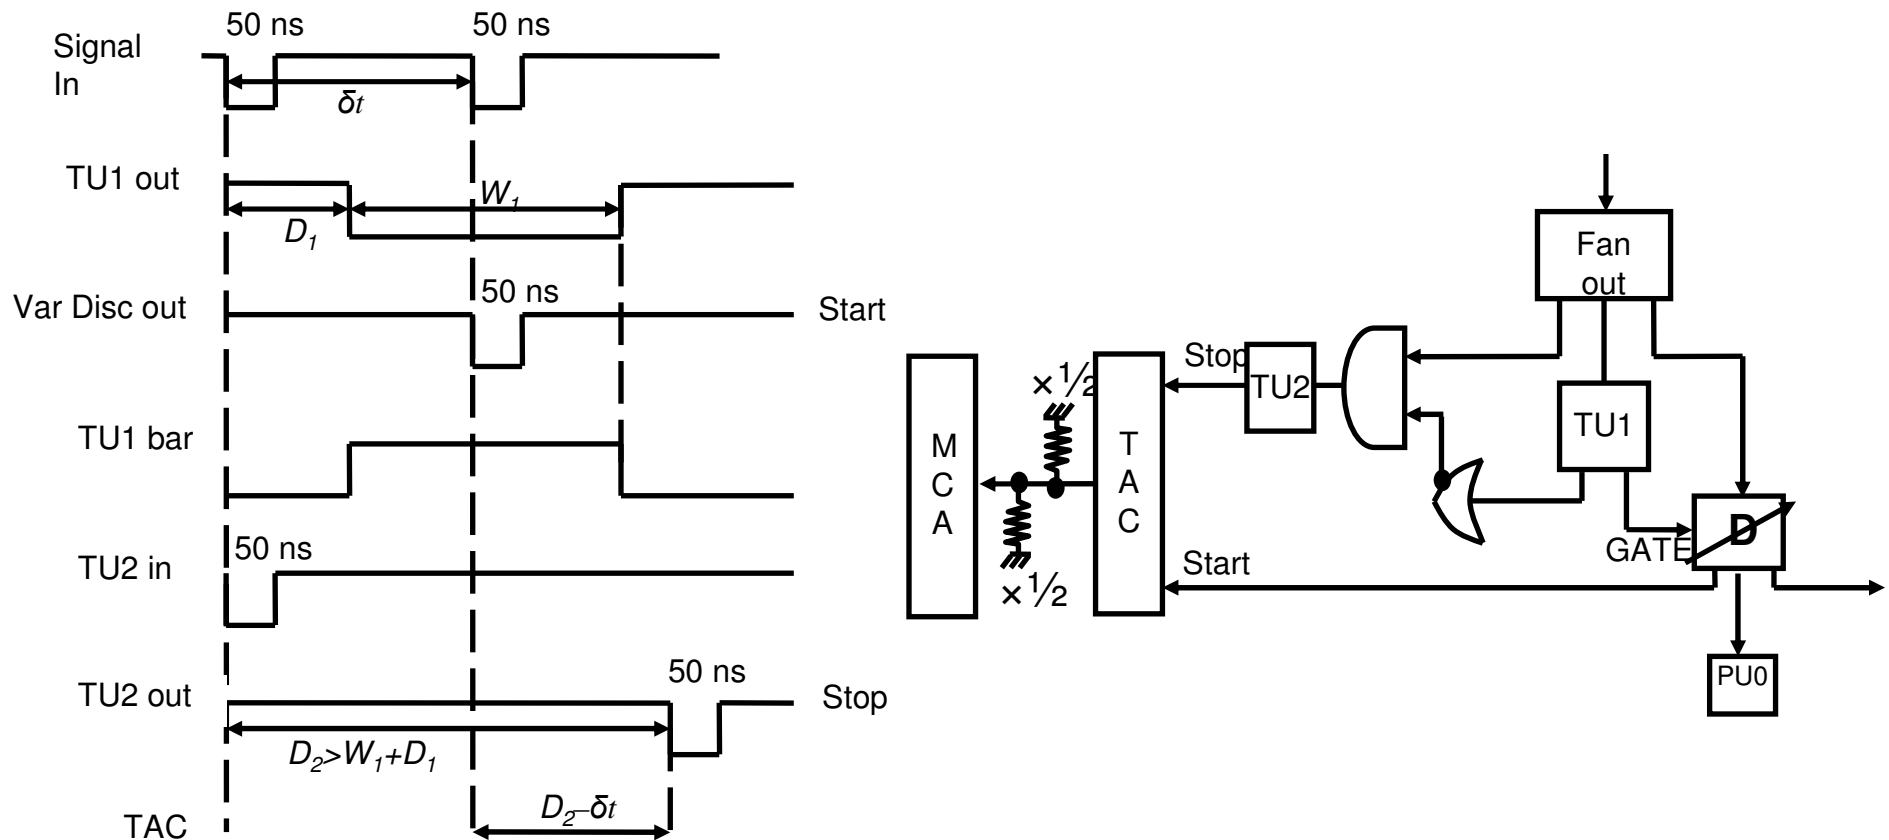 50 ns
50 ns
Signal
In
δt
TU1 out
W1
D1
50 ns
Var Disc out
Start
TU1 bar
50 ns
TU2 in
50 ns
TU2 out
Stop
D2>W1+D1
D2–δt
TAC
Fan
out
Stop
TU2
×½
TU1
M
C
A
T
A
C
D
GATE
Start
×½
PU0